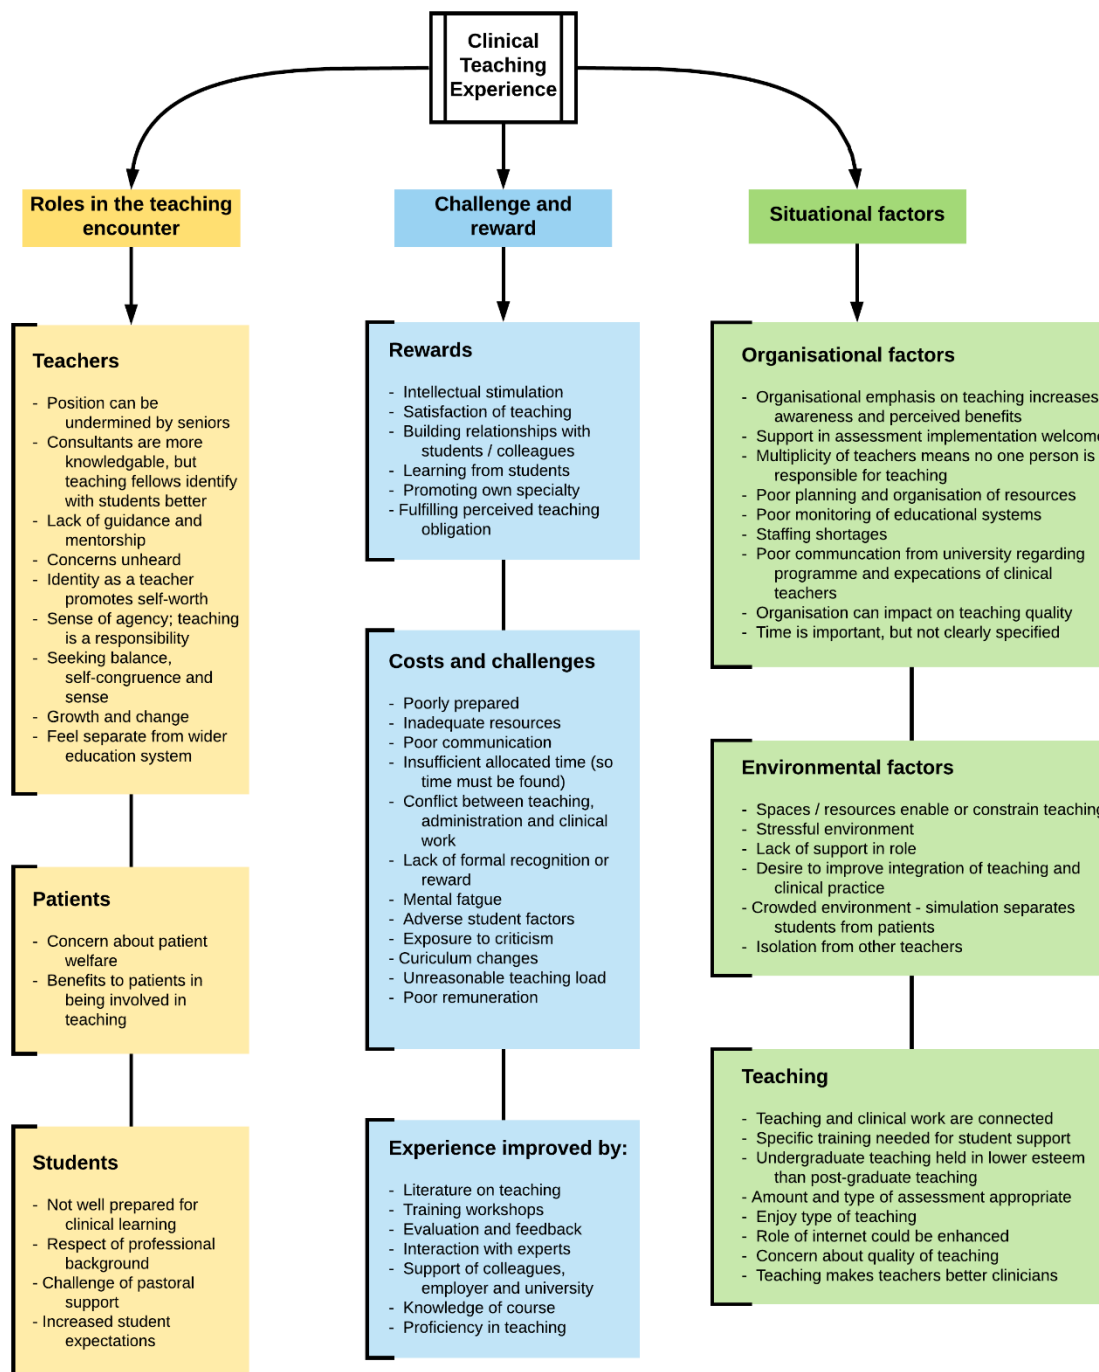 Clinical
Teaching
Experience
Roles in the teaching
encounter
Teachers
- Position can be
undermined by seniors
- Consultants are more
knowledgable, but
teaching fellows identify
with students better
- Lack of guidance and
mentorship
- Concerns unheard
- Identity as a teacher
promotes self-worth
- Sense of agency; teaching
is a responsibility
- Seeking balance,
self-congruence and
sense
- Growth and change
- Feel separate from wider
education system
Patients
- Concern about patient
welfare
- Benefits to patients in
being involved in
teaching
Students
- Not well prepared for
clinical learning
- Respect of professional
background
- Challenge of pastoral
support
- Increased student
expectations
Challenge and
reward
Rewards
- Intellectual stimulation
- Satisfaction of teaching
- Building relationships with
students / colleagues
- Learning from students
- Promoting own specialty
- Fulfilling perceived teaching
obligation
Costs and challenges
- Poorly prepared
- Inadequate resources
- Poor communication
- Insufficient allocated time (so
time must be found)
- Conflict between teaching,
administration and clinical
work
- Lack of formal recognition or
reward
- Mental fatgue
- Adverse student factors
- Exposure to criticism
- Curiculum changes
- Unreasonable teaching load
- Poor remuneration
Experience improved by:
- Literature on teaching
- Training workshops
- Evaluation and feedback
- Interaction with experts
- Support of colleagues,
employer and university
- Knowledge of course
- Proficiency in teaching
Situational factors
Organisational factors
- Organisational emphasis on teaching increases
awareness and perceived benefits
- Support in assessment implementation welcome
- Multiplicity of teachers means no one person is
responsible for teaching
- Poor planning and organisation of resources
- Poor monitoring of educational systems
- Staffing shortages
- Poor communcation from university regarding
programme and expecations of clinical
teachers
- Organisation can impact on teaching quality
- Time is important, but not clearly specified
Environmental factors
- Spaces / resources enable or constrain teaching
- Stressful environment
- Lack of support in role
- Desire to improve integration of teaching and
clinical practice
- Crowded environment - simulation separates
students from patients
- Isolation from other teachers
Teaching
- Teaching and clinical work are connected
- Specific training needed for student support
- Undergraduate teaching held in lower esteem
than post-graduate teaching
- Amount and type of assessment appropriate
- Enjoy type of teaching
- Role of internet could be enhanced
- Concern about quality of teaching
- Teaching makes teachers better clinicians